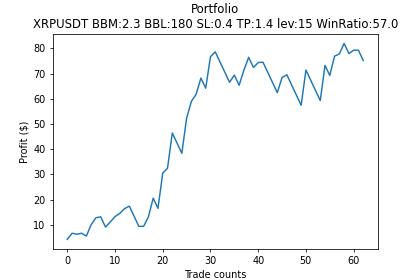 Portfolio
XRPUSDT BBM:2.3 BBL:180 SL:0.4 TP:1.4 lev:15 WinRatio:57.0
80
70
60
50
40
30
20
10
Profit ($)
0 10 20 30 40 50 60
Trade counts